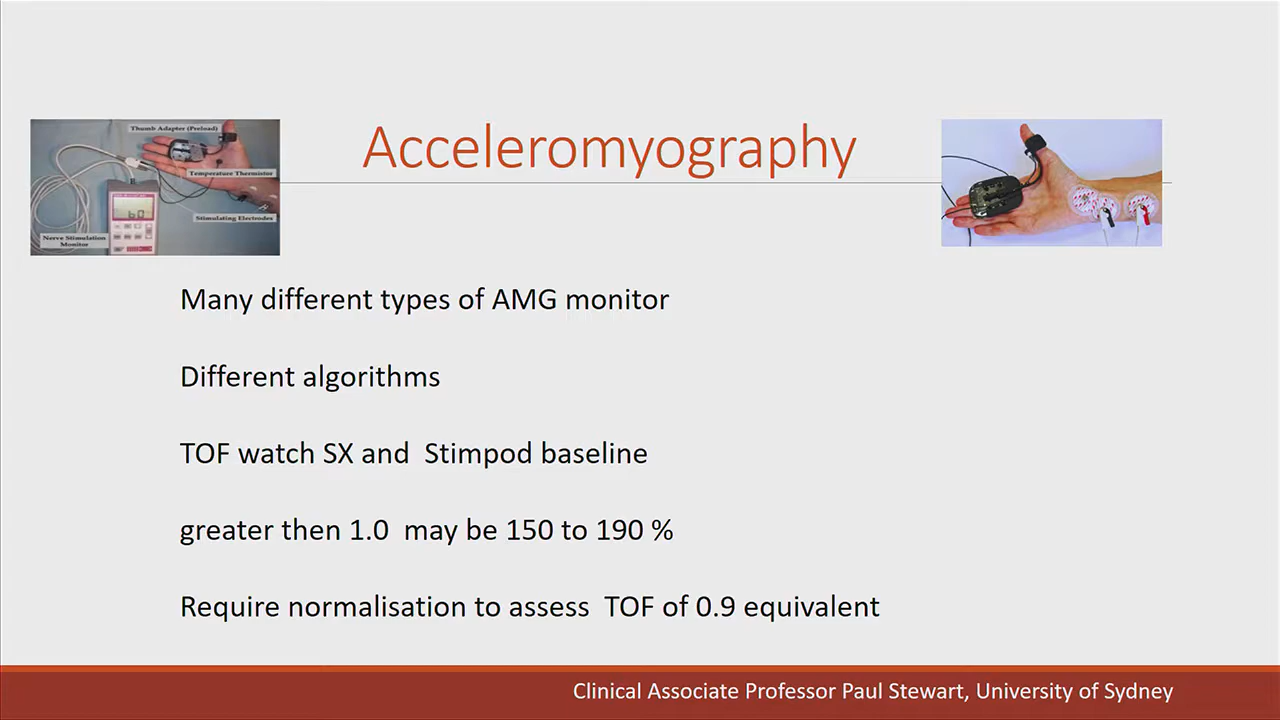 Acceleromyography
Thumb Adapter (Preload)
Temperature Thermistor
Stimulating Electrodes
Nerve Stimulation
Monitor
60
Many different types of AMG monitor
Different algorithms
TOF watch SX and  Stimpod baseline
greater then 1.0  may be 150 to 190 %
Require normalisation to assess  TOF of 0.9 equivalent
Clinical Associate Professor Paul Stewart, University of Sydney